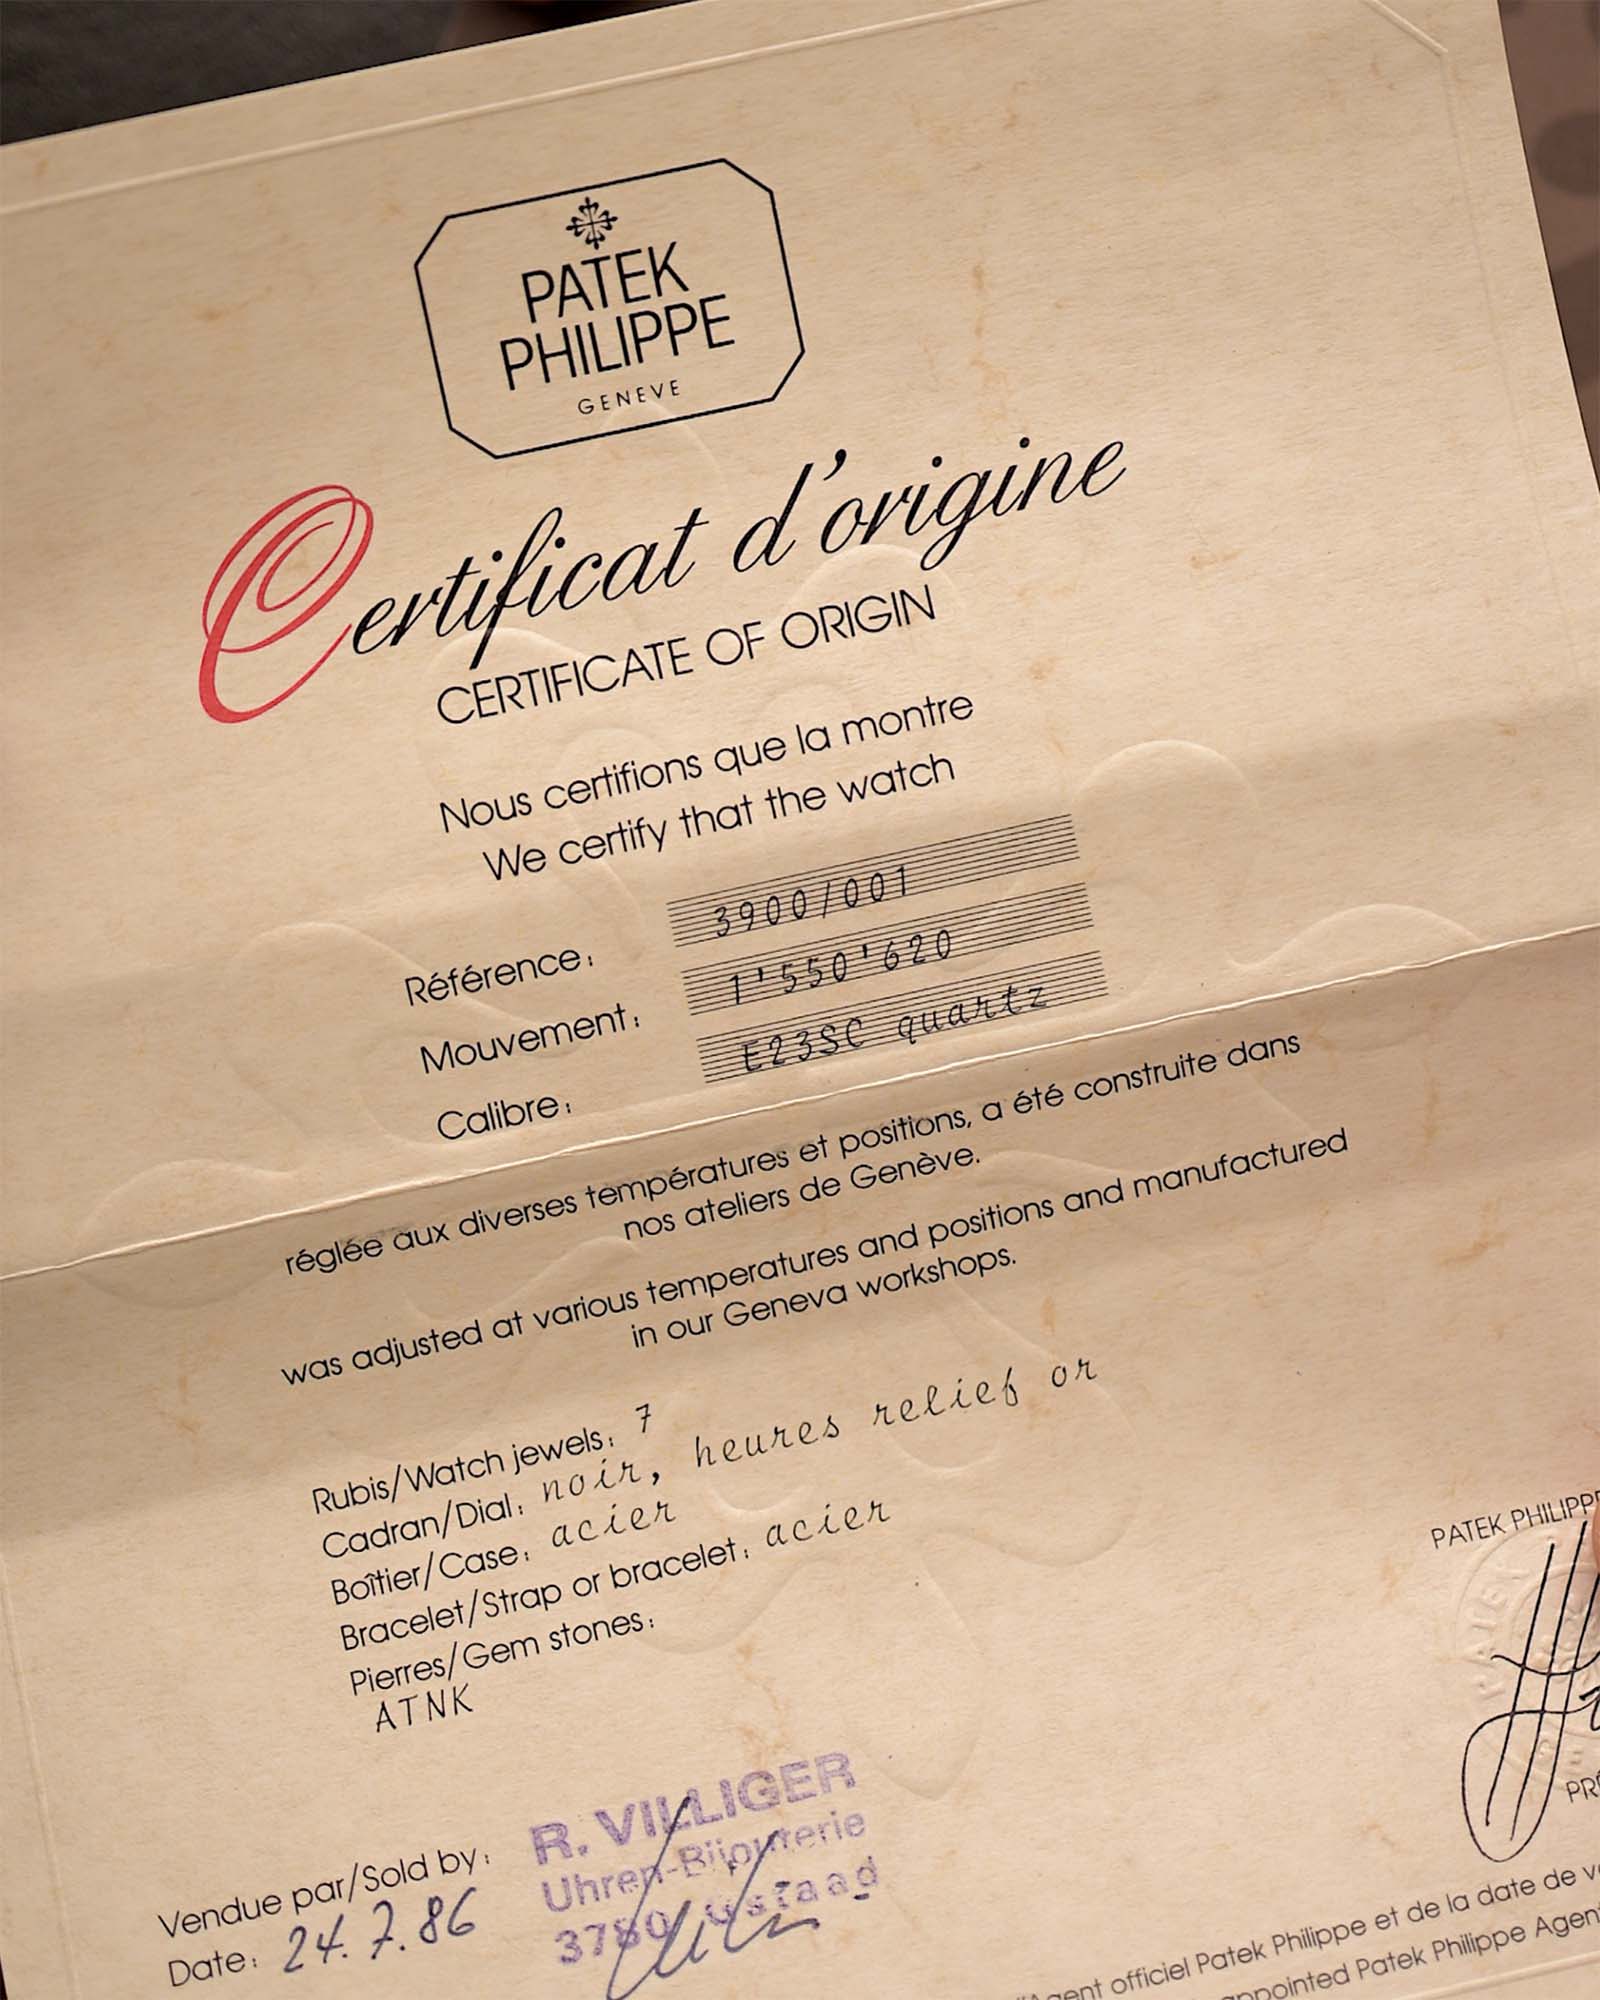 PATEK
PHILIPPE
GENEVE
Certificat d'origine
CERTIFICATE OF ORIGIN
Nous certifions que la montre
We certify that the watch
Référence: 3900/001
Mouvement: 1'550'620
Calibre: E23SC quartz
réglée aux diverses températures et positions, a été construite dans
nos ateliers de Genève.
was adjusted at various temperatures and positions and manufactured
in our Geneva workshops.
Rubis/Watch jewels: 7
Cadran/Dial: noir, heures relief or
Boîtier/Case: acier
Bracelet/Strap or bracelet: acier
Pierres/Gem stones:
ATNK
PATEK PHILIPP
PATEK
Vendue par/Sold by:
R. VILLIGER
Uhren-Bijouterie
3780 Gstaad
Date: 24.7.86
Agent officiel Patek Philippe et de la date de
appointed Patek Philippe Agen